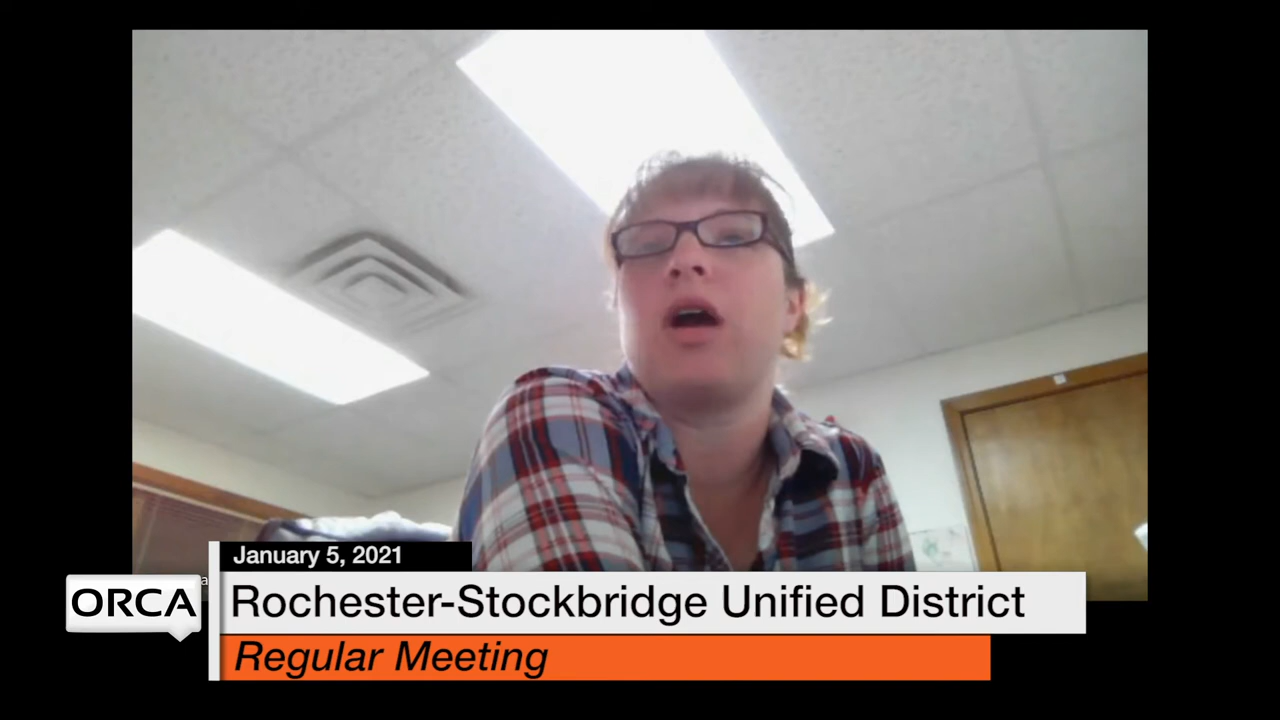 January 5, 2021
ORCA
Rochester-Stockbridge Unified District
Regular Meeting